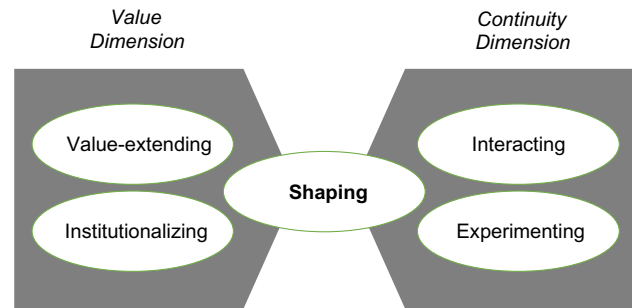 Value
Dimension
Continuity
Dimension
Value-extending
Interacting
Shaping
Institutionalizing
Experimenting